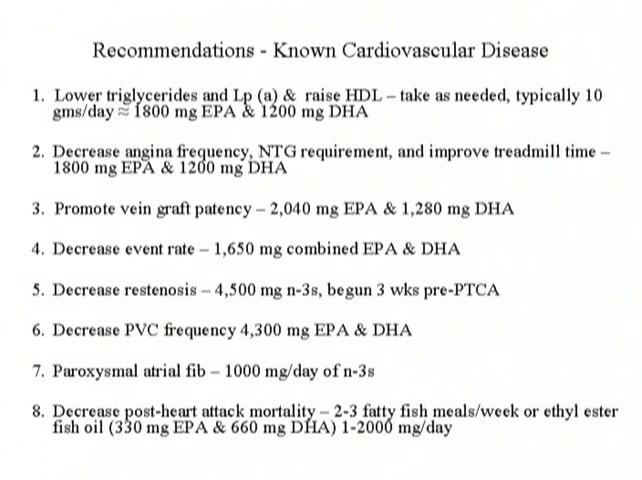 Recommendations - Known Cardiovascular Disease
1. Lower triglycerides and Lp (a) & raise HDL – take as needed, typically 10
gms/day ≈ 1800 mg EPA & 1200 mg DHA
2. Decrease angina frequency, NTG requirement, and improve treadmill time –
1800 mg EPA & 1200 mg DHA
3. Promote vein graft patency – 2,040 mg EPA & 1,280 mg DHA
4. Decrease event rate – 1,650 mg combined EPA & DHA
5. Decrease restenosis – 4,500 mg n-3s, begun 3 wks pre-PTCA
6. Decrease PVC frequency 4,300 mg EPA & DHA
7. Paroxysmal atrial fib – 1000 mg/day of n-3s
8. Decrease post-heart attack mortality – 2-3 fatty fish meals/week or ethyl ester
fish oil (330 mg EPA & 660 mg DHA) 1-2000 mg/day